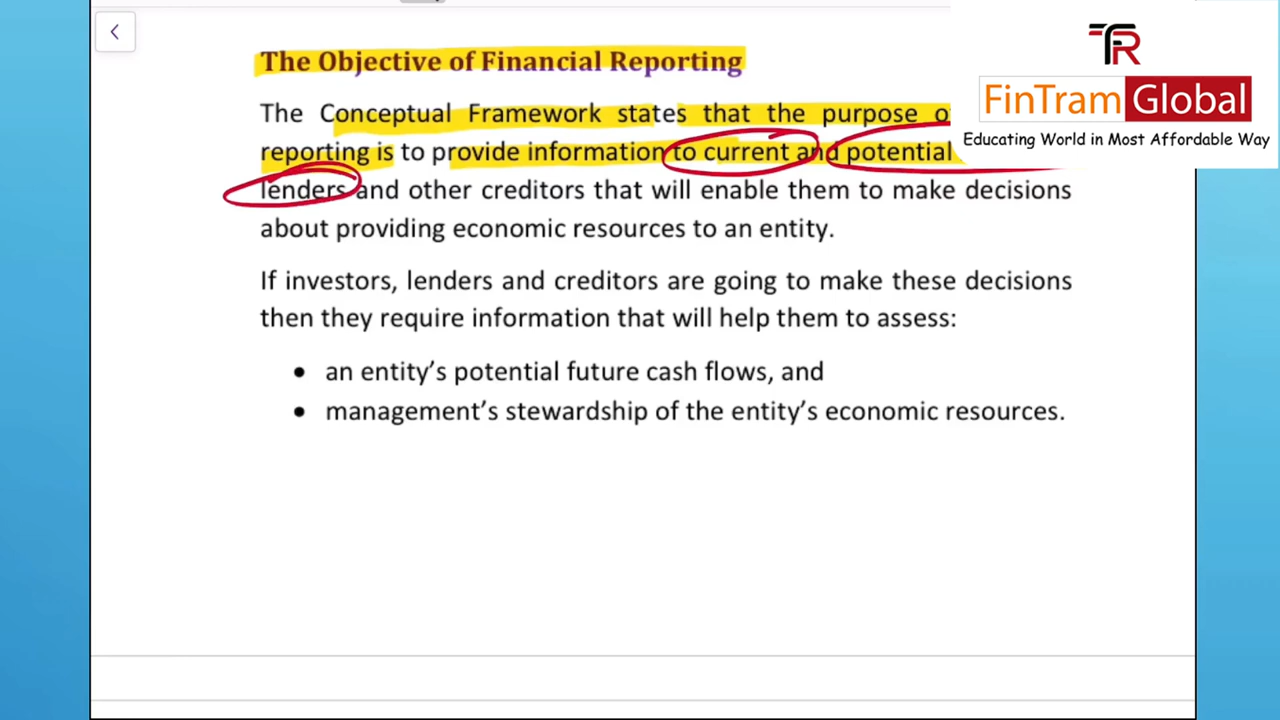 The Objective of Financial Reporting
The Conceptual Framework states that the purpose
reporting is to provide information to current and potential
lenders and other creditors that will enable them to make decisions
about providing economic resources to an entity.
If investors, lenders and creditors are going to make these decisions
then they require information that will help them to assess:
• an entity's potential future cash flows, and
• management's stewardship of the entity's economic resources.
TR
FinTram Global
Educating World in Most Affordable Way